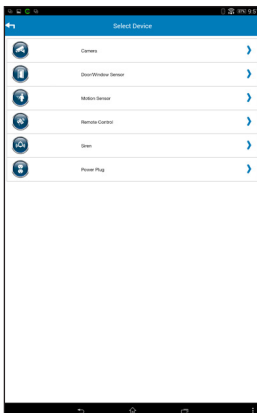 Select Device
Camera
Door/Window Sensor
Motion Sensor
Remote Control
Siren
Power Plug